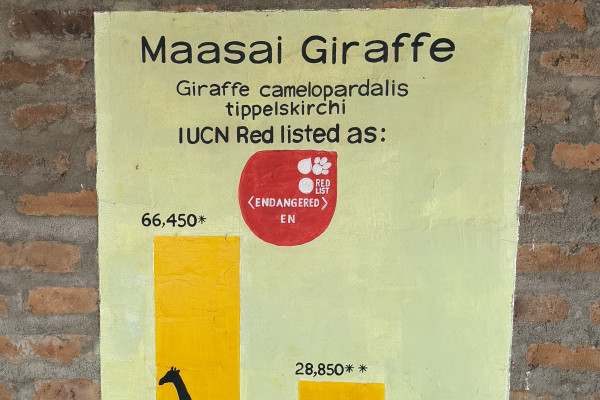 Maasai Giraffe
Giraffe camelopardalis
tippelskirchi
IUCN Red listed as:
RED
LIST
<ENDANGERED>
EN
66,450*
28,850**